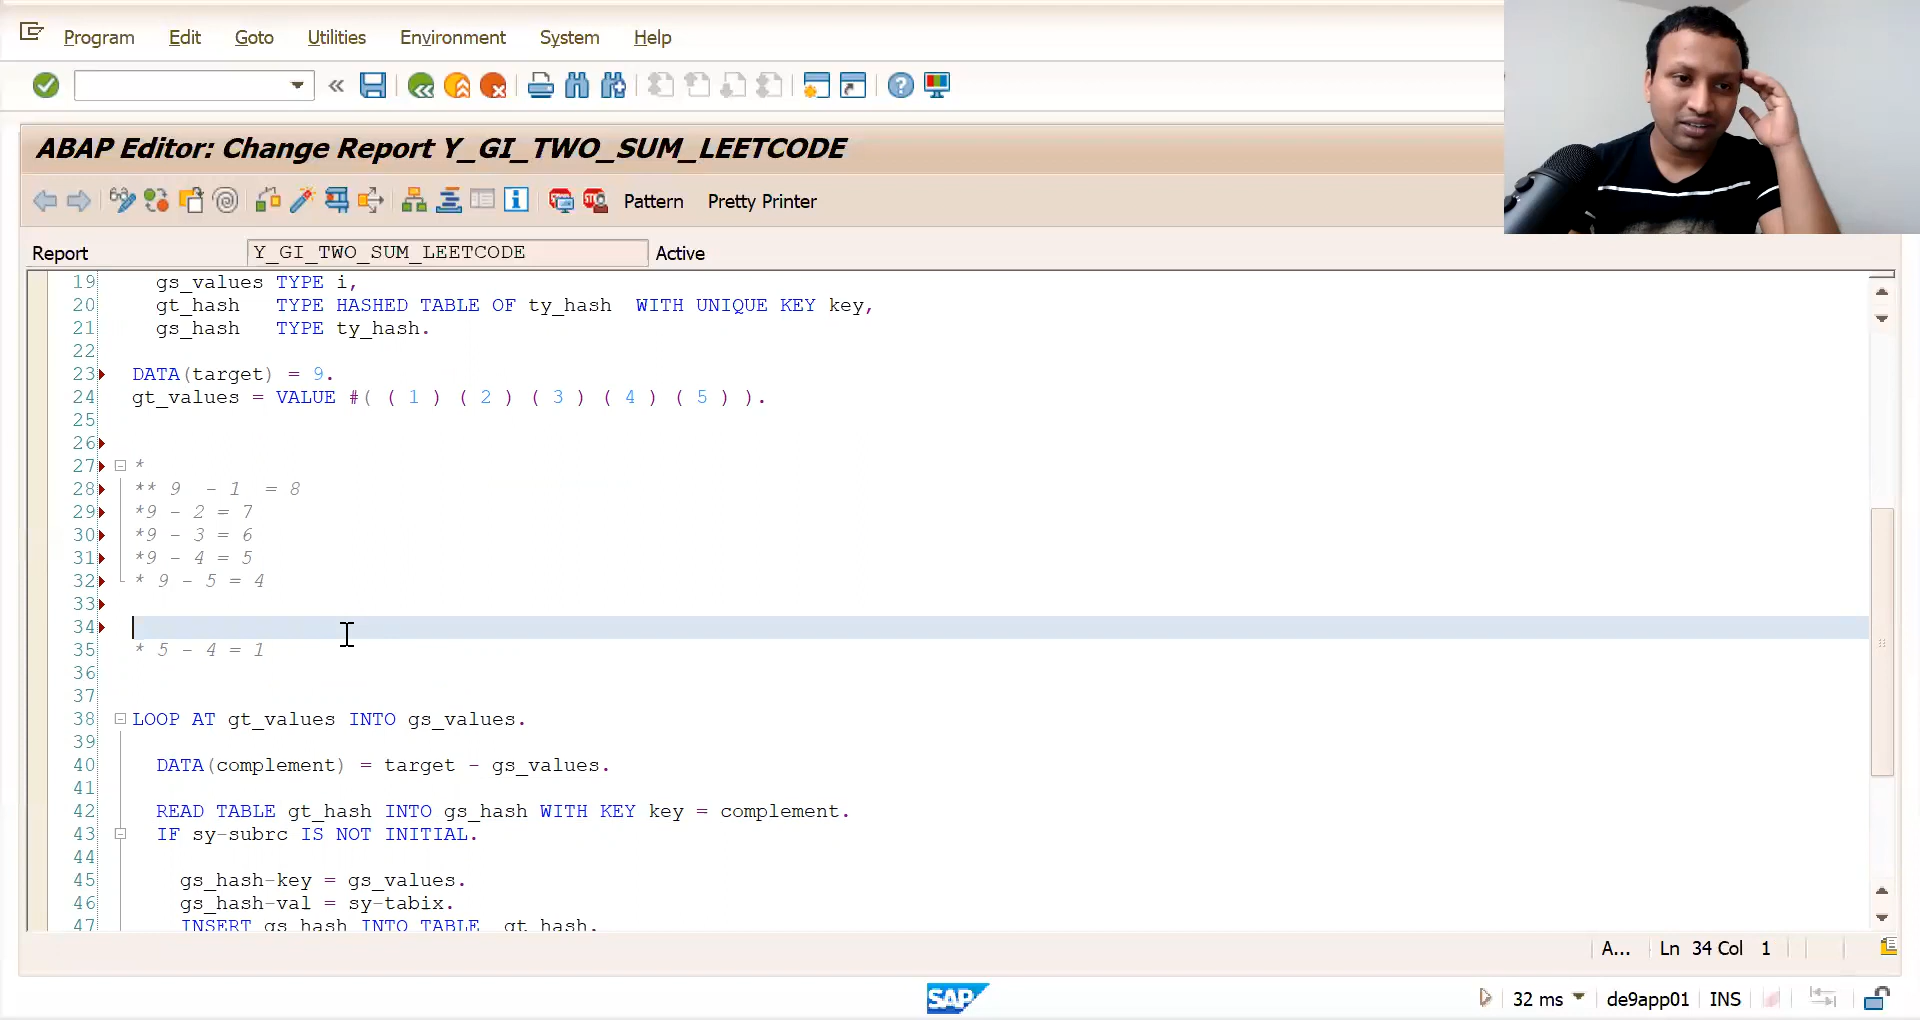 Program Edit Goto Utilities Environment System Help
ABAP Editor: Change Report Y_GI_TWO_SUM_LEETCODE
Pattern Pretty Printer
Report Y_GI_TWO_SUM_LEETCODE Active
19 gs_values TYPE i,
20 gt_hash TYPE HASHED TABLE OF ty_hash WITH UNIQUE KEY key,
21 gs_hash TYPE ty_hash.
22
23 DATA(target) = 9.
24 gt_values = VALUE #( ( 1 ) ( 2 ) ( 3 ) ( 4 ) ( 5 ) ).
25
26
27 *
28 ** 9 - 1 = 8
29 *9 - 2 = 7
30 *9 - 3 = 6
31 *9 - 4 = 5
32 * 9 - 5 = 4
33
34
35 * 5 - 4 = 1
36
37
38 LOOP AT gt_values INTO gs_values.
39
40 DATA(complement) = target - gs_values.
41
42 READ TABLE gt_hash INTO gs_hash WITH KEY key = complement.
43 IF sy-subrc IS NOT INITIAL.
44
45 gs_hash-key = gs_values.
46 gs_hash-val = sy-tabix.
47 INSERT gs_hash INTO TABLE gt_hash.
A... Ln 34 Col 1
SAP 32 ms de9app01 INS